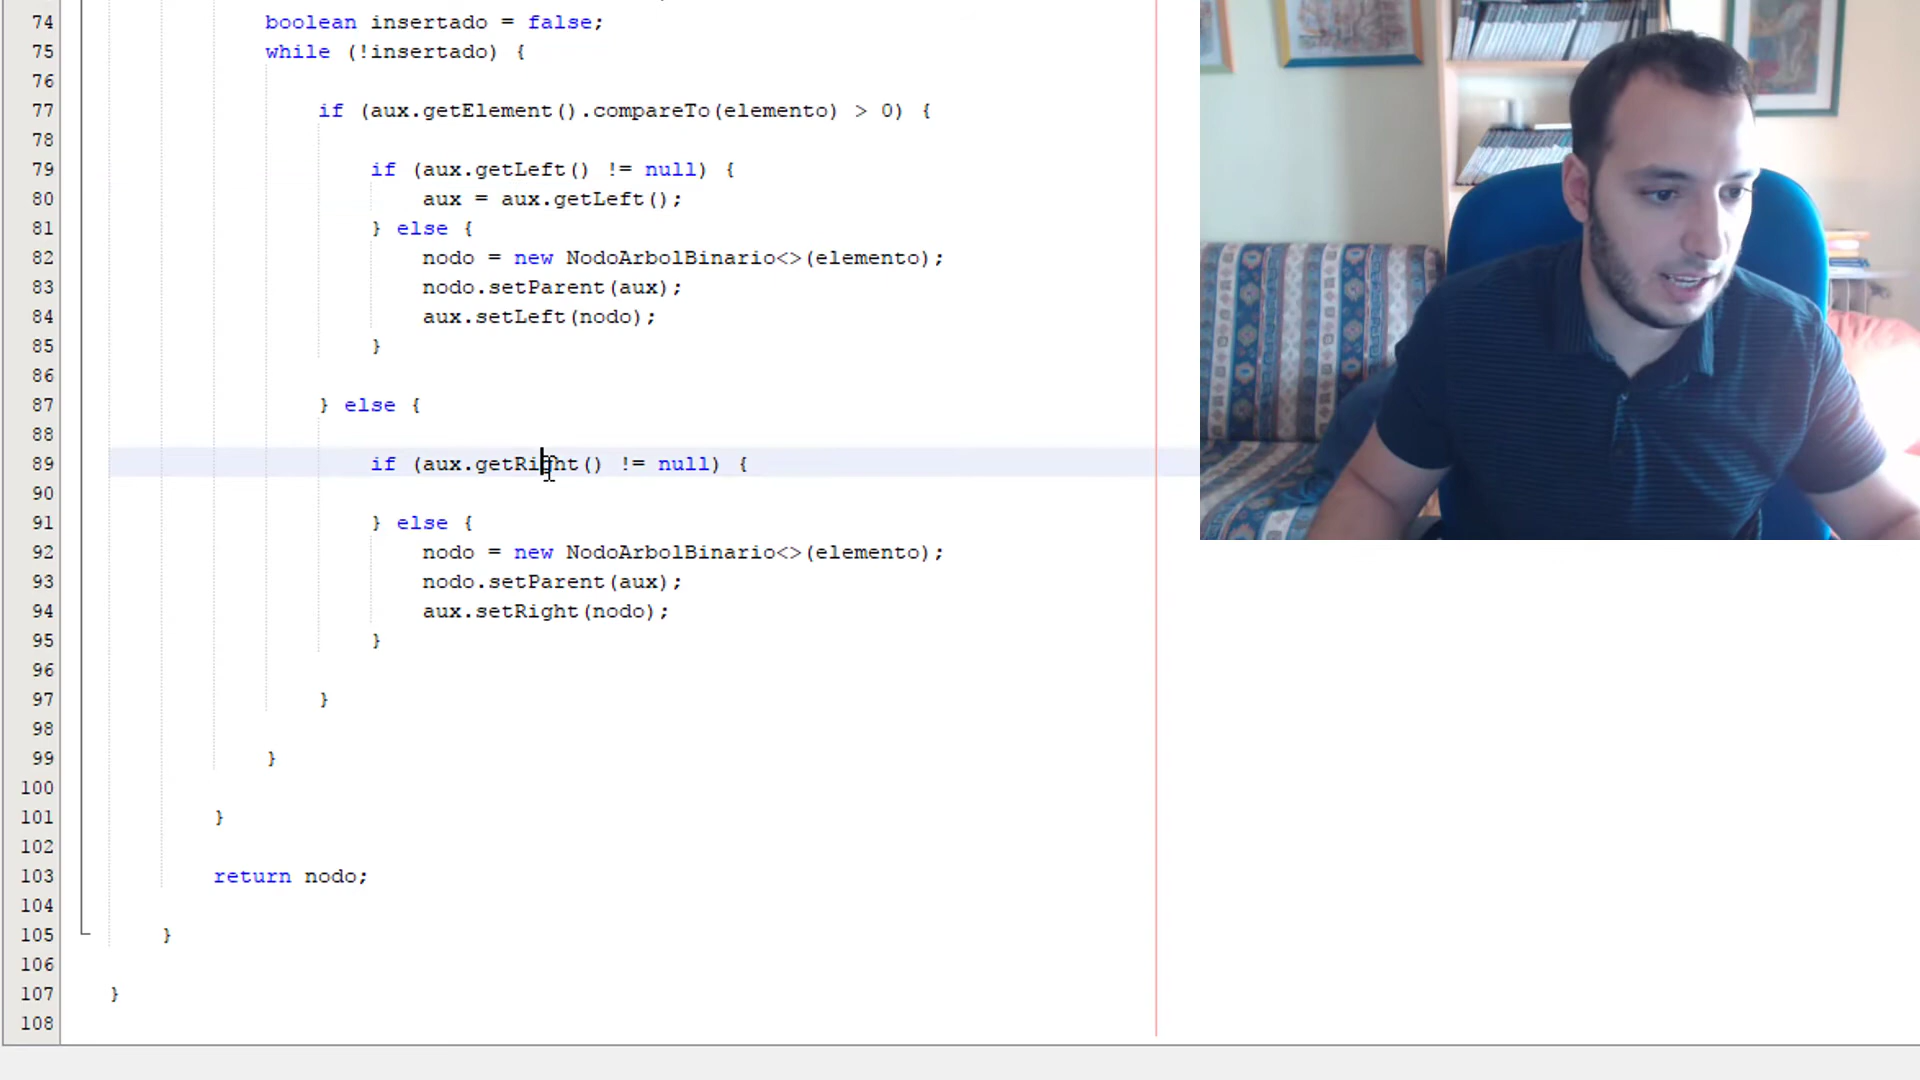 74 boolean insertado = false;
75 while (!insertado) {
76
77 if (aux.getElement().compareTo(elemento) > 0) {
78
79 if (aux.getLeft() != null) {
80 aux = aux.getLeft();
81 } else {
82 nodo = new NodoArbolBinario<>(elemento);
83 nodo.setParent(aux);
84 aux.setLeft(nodo);
85 }
86
87 } else {
88
89 if (aux.getRight() != null) {
90
91 } else {
92 nodo = new NodoArbolBinario<>(elemento);
93 nodo.setParent(aux);
94 aux.setRight(nodo);
95 }
96
97 }
98
99 }
100
101 }
102
103 return nodo;
104
105 }
106
107 }
108